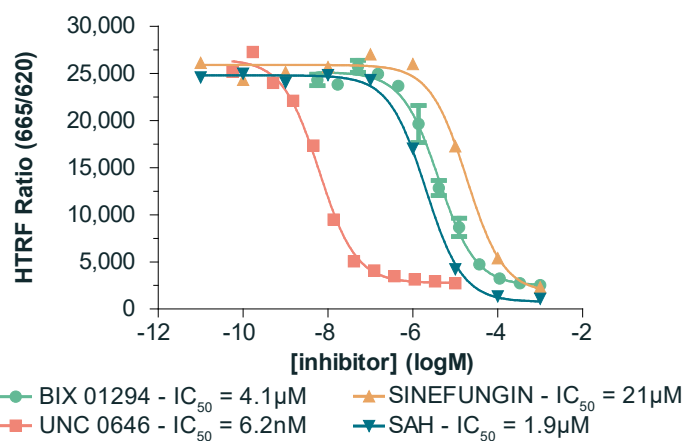 30,000
25,000
20,000
15,000
10,000
5,000
0
HTRF Ratio (665/620)
-12 -10 -8 -6 -4 -2
[inhibitor] (logM)
BIX 01294 - IC50 = 4.1µM SINEFUNGIN - IC50 = 21µM
UNC 0646 - IC50 = 6.2nM SAH - IC50 = 1.9µM